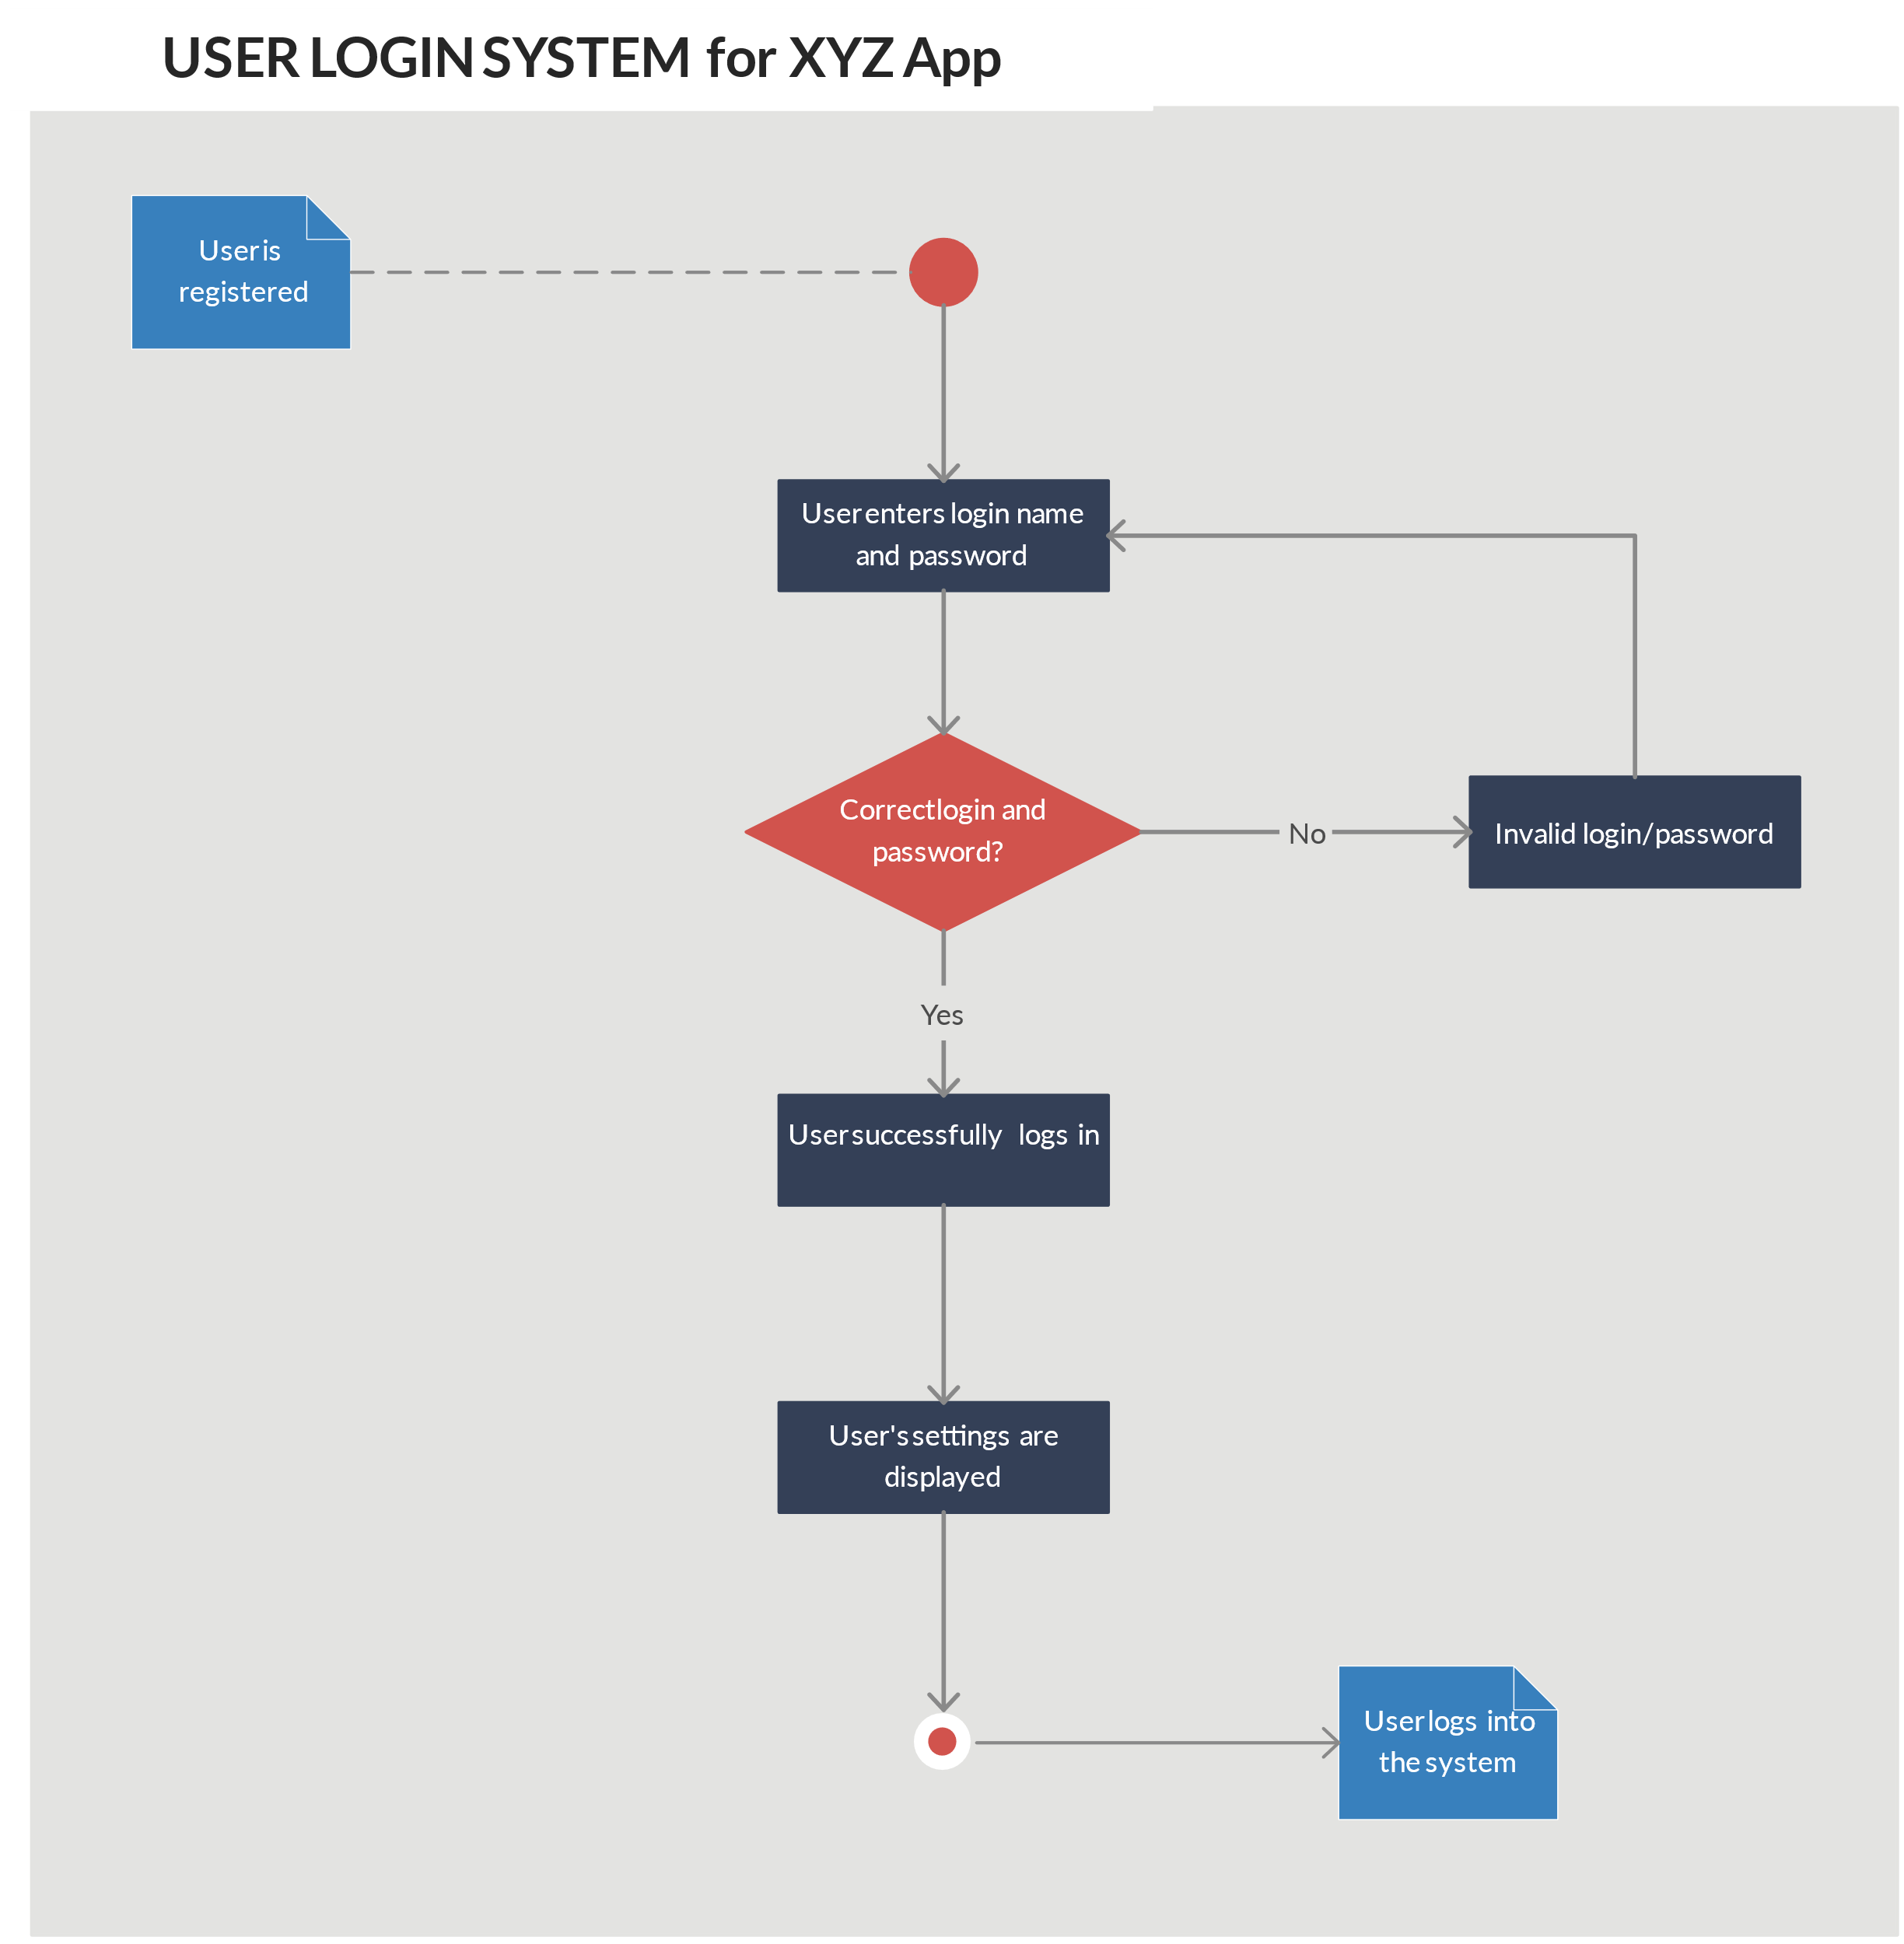 USER LOGIN SYSTEM for XYZ App
User is
registered
User enters login name
and password
Correct login and
password?
No
Invalid login/password
Yes
User successfully logs in
User's settings are
displayed
User logs into
the system